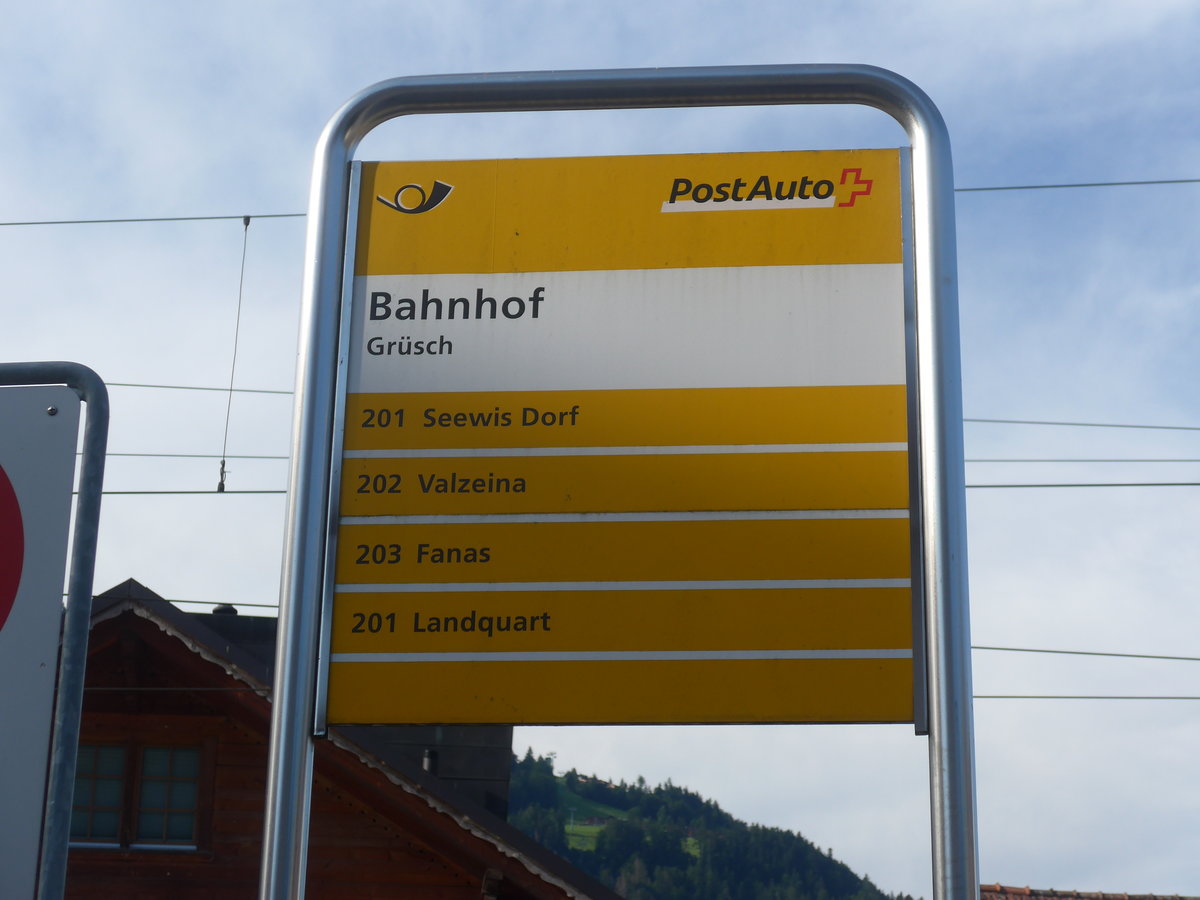 PostAuto
Bahnhof
Grüsch
201 Seewis Dorf
202 Valzeina
203 Fanas
201 Landquart